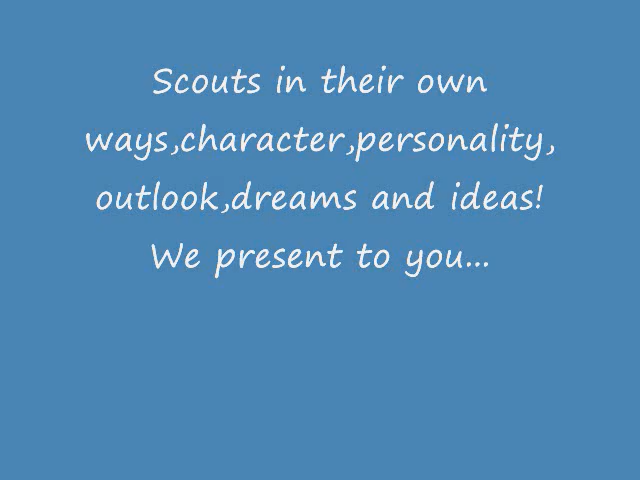 Scouts in their own
ways,character,personality,
outlook,dreams and ideas!
We present to you...